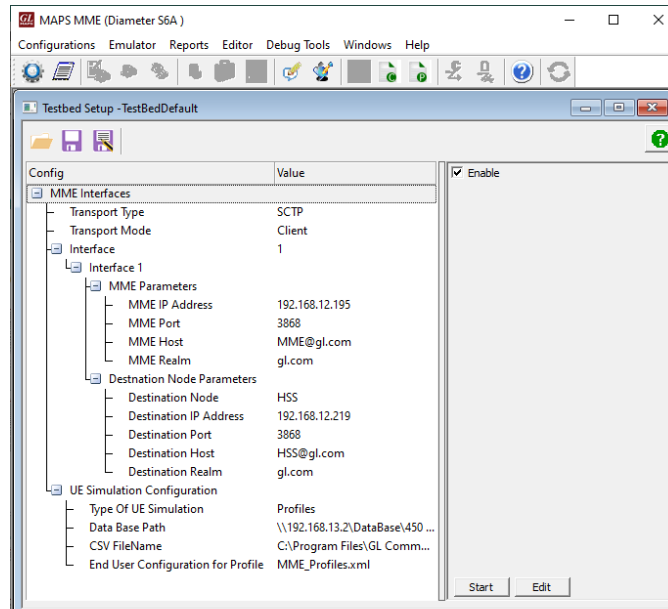 GL MAPS MME (Diameter S6A )
Configurations Emulator Reports Editor Debug Tools Windows Help
Testbed Setup -TestBedDefault
Config Value
Enable
MME Interfaces
Transport Type SCTP
Transport Mode Client
Interface 1
Interface 1
MME Parameters
MME IP Address 192.168.12.195
MME Port 3868
MME Host MME@gl.com
MME Realm gl.com
Destnation Node Parameters
Destination Node HSS
Destination IP Address 192.168.12.219
Destination Port 3868
Destination Host HSS@gl.com
Destination Realm gl.com
UE Simulation Configuration
Type Of UE Simulation Profiles
Data Base Path \\192.168.13.2\DataBase\450 ...
CSV FileName C:\Program Files\GL Comm...
End User Configuration for Profile MME_Profiles.xml
Start Edit